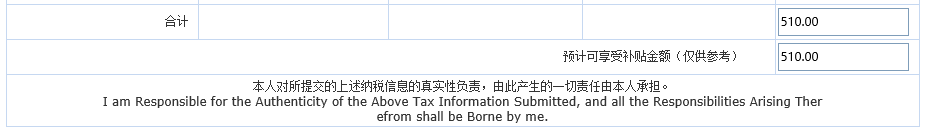 合计 510.00
预计可享受补贴金额（仅供参考） 510.00
本人对所提交的上述纳税信息的真实性负责，由此产生的一切责任由本人承担。
I am Responsible for the Authenticity of the Above Tax Information Submitted, and all the Responsibilities Arising Ther
efrom shall be Borne by me.